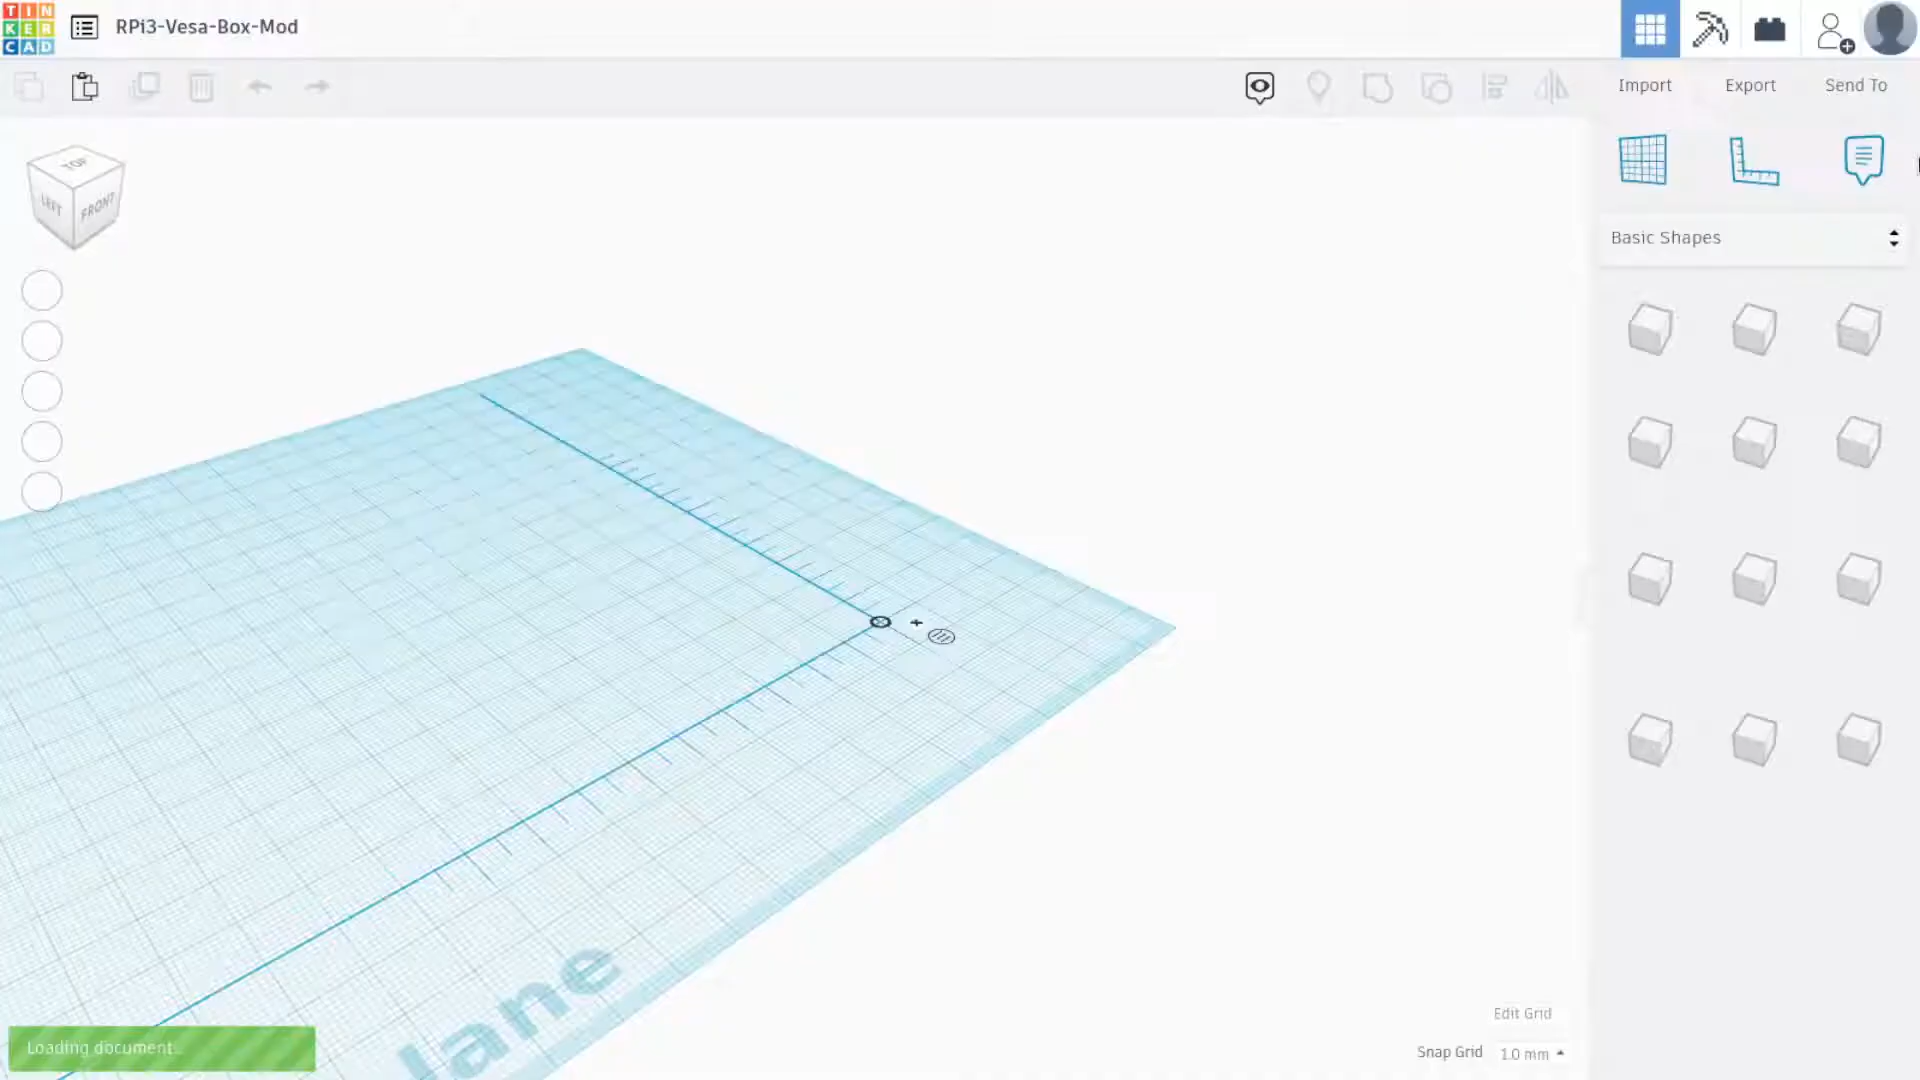 TIN
KER
CAD
RPi3-Vesa-Box-Mod
Import
Export
Send To
TOP
LEFT
FRONT
Basic Shapes
lane
Edit Grid
Snap Grid
1.0 mm
Loading document...